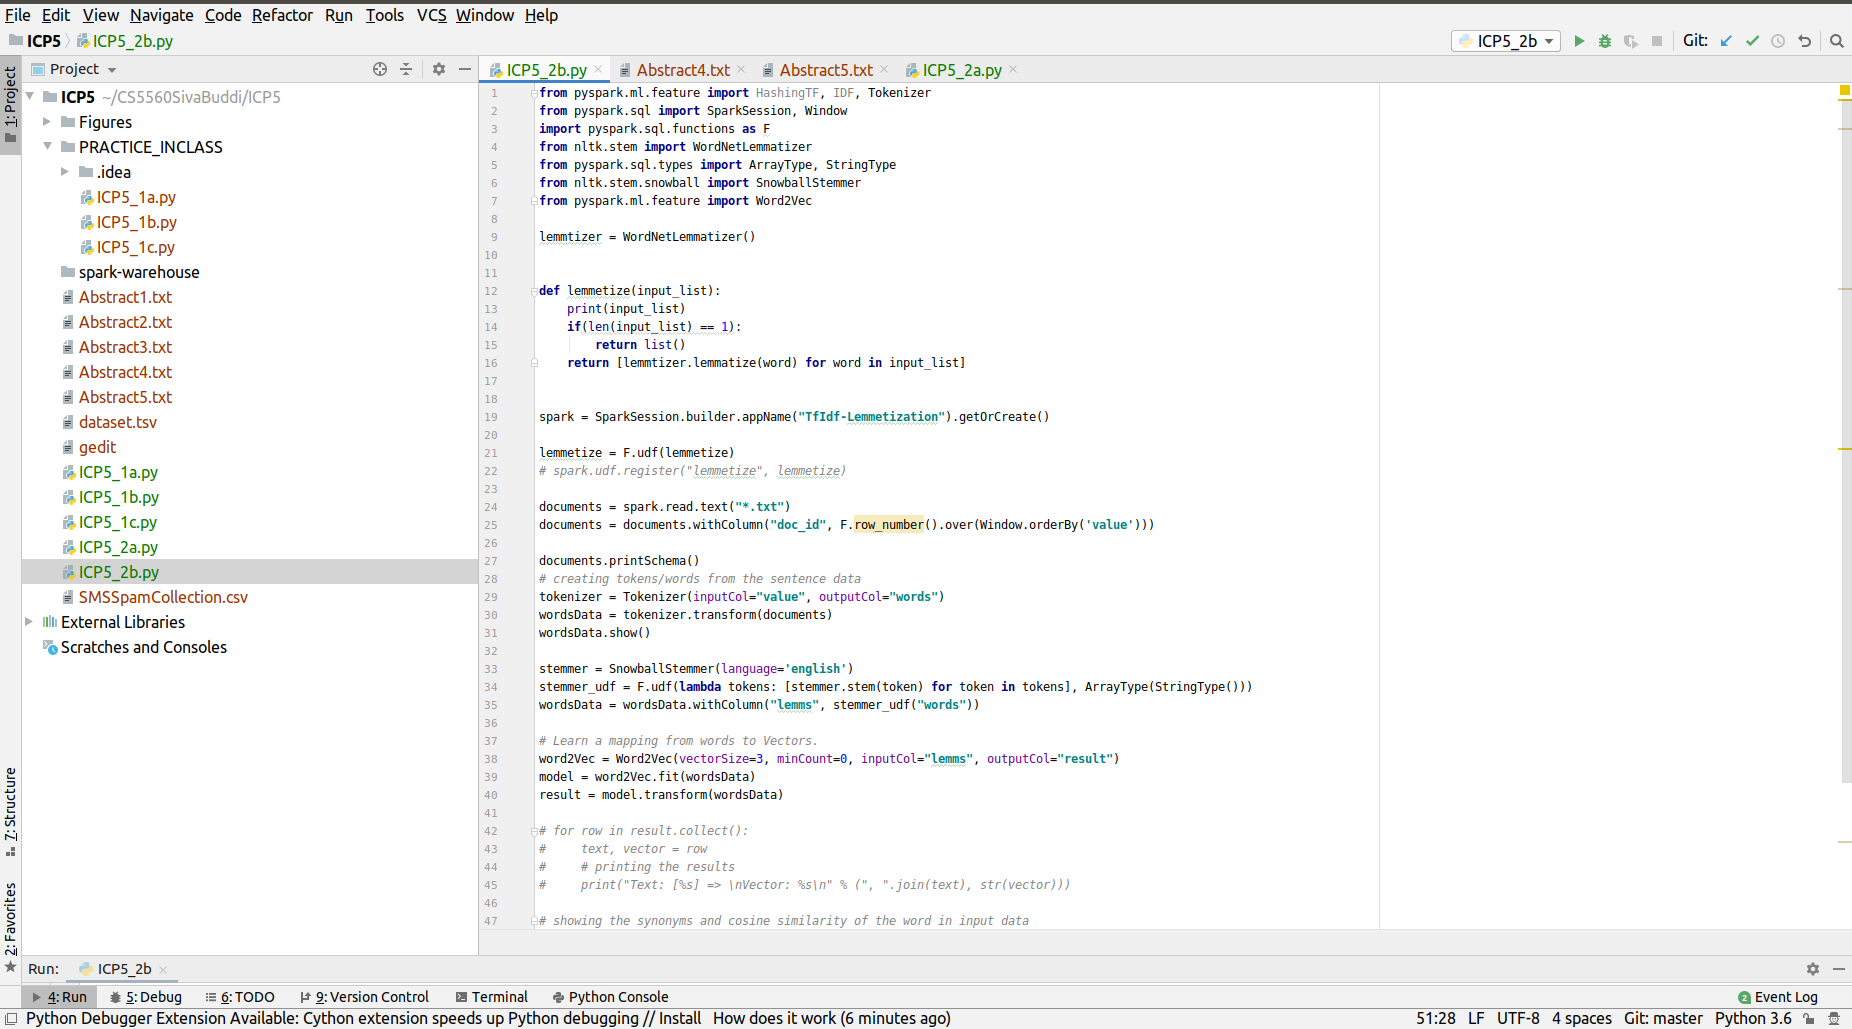 File Edit View Navigate Code Refactor Run Tools VCS Window Help
ICP5 ICP5_2b.py
ICP5_2b Git:
Project
ICP5_2b.py Abstract4.txt Abstract5.txt ICP5_2a.py
1: Project
7: Structure
2: Favorites
ICP5 ~/CS5560SivaBuddi/ICP5
Figures
PRACTICE_INCLASS
.idea
ICP5_1a.py
ICP5_1b.py
ICP5_1c.py
spark-warehouse
Abstract1.txt
Abstract2.txt
Abstract3.txt
Abstract4.txt
Abstract5.txt
dataset.tsv
gedit
ICP5_1a.py
ICP5_1b.py
ICP5_1c.py
ICP5_2a.py
ICP5_2b.py
SMSSpamCollection.csv
External Libraries
Scratches and Consoles
1 from pyspark.ml.feature import HashingTF, IDF, Tokenizer
2 from pyspark.sql import SparkSession, Window
3 import pyspark.sql.functions as F
4 from nltk.stem import WordNetLemmatizer
5 from pyspark.sql.types import ArrayType, StringType
6 from nltk.stem.snowball import SnowballStemmer
7 from pyspark.ml.feature import Word2Vec
8
9 lemmtizer = WordNetLemmatizer()
10
11
12 def lemmetize(input_list):
13     print(input_list)
14     if(len(input_list) == 1):
15         return list()
16     return [lemmtizer.lemmatize(word) for word in input_list]
17
18
19 spark = SparkSession.builder.appName("TfIdf-Lemmetization").getOrCreate()
20
21 lemmetize = F.udf(lemmetize)
22 # spark.udf.register("lemmetize", lemmetize)
23
24 documents = spark.read.text("*.txt")
25 documents = documents.withColumn("doc_id", F.row_number().over(Window.orderBy('value')))
26
27 documents.printSchema()
28 # creating tokens/words from the sentence data
29 tokenizer = Tokenizer(inputCol="value", outputCol="words")
30 wordsData = tokenizer.transform(documents)
31 wordsData.show()
32
33 stemmer = SnowballStemmer(language='english')
34 stemmer_udf = F.udf(lambda tokens: [stemmer.stem(token) for token in tokens], ArrayType(StringType()))
35 wordsData = wordsData.withColumn("lemms", stemmer_udf("words"))
36
37 # Learn a mapping from words to Vectors.
38 word2Vec = Word2Vec(vectorSize=3, minCount=0, inputCol="lemms", outputCol="result")
39 model = word2Vec.fit(wordsData)
40 result = model.transform(wordsData)
41
42 # for row in result.collect():
43 #     text, vector = row
44 #     # printing the results
45 #     print("Text: [%s] => \nVector: %s\n" % (", ".join(text), str(vector)))
46
47 # showing the synonyms and cosine similarity of the word in input data
Run: ICP5_2b
4: Run 5: Debug 6: TODO 9: Version Control Terminal Python Console 2 Event Log
Python Debugger Extension Available: Cython extension speeds up Python debugging // Install How does it work (6 minutes ago) 51:28 LF UTF-8 4 spaces Git: master Python 3.6